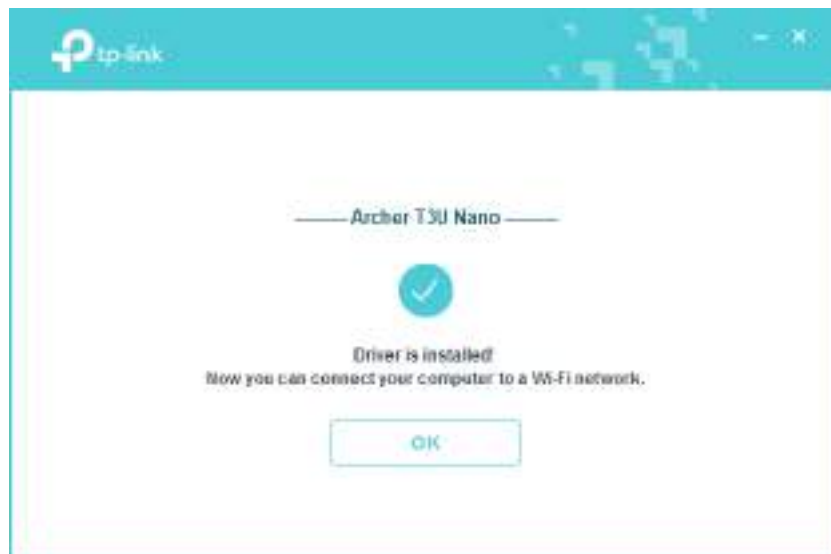 tp-link
Archer T3U Nano
Driver is installed!
Now you can connect your computer to a Wi-Fi network.
OK